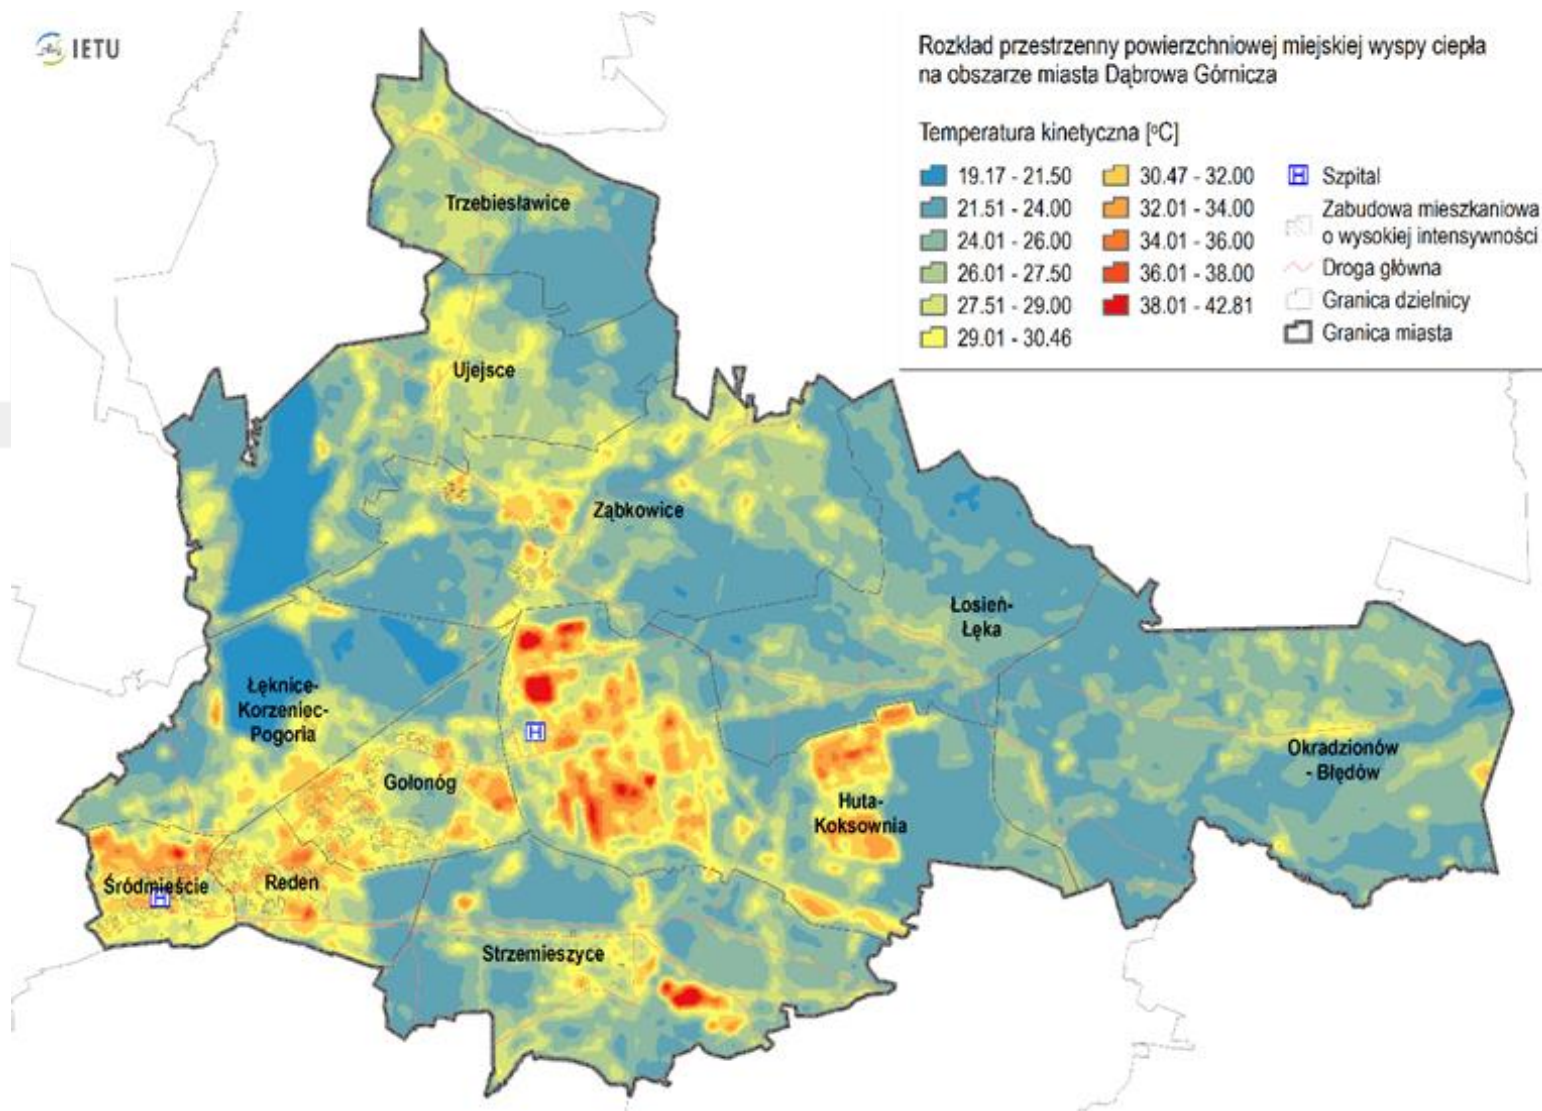 IETU
Rozkład przestrzenny powierzchniowej miejskiej wyspy ciepła
na obszarze miasta Dąbrowa Górnicza
Temperatura kinetyczna [°C]
19.17 - 21.50
21.51 - 24.00
24.01 - 26.00
26.01 - 27.50
27.51 - 29.00
29.01 - 30.46
30.47 - 32.00
32.01 - 34.00
34.01 - 36.00
36.01 - 38.00
38.01 - 42.81
H Szpital
Zabudowa mieszkaniowa
o wysokiej intensywności
Droga główna
Granica dzielnicy
Granica miasta
Trzebiesławice
Ujejsce
Ząbkowice
Łosień-
Łęka
Łęknice-
Korzeniec-
Pogoria
H
Okradzionów
- Błędów
Gołonóg
Huta-
Koksownia
Śródmieście
H
Reden
Strzemieszyce